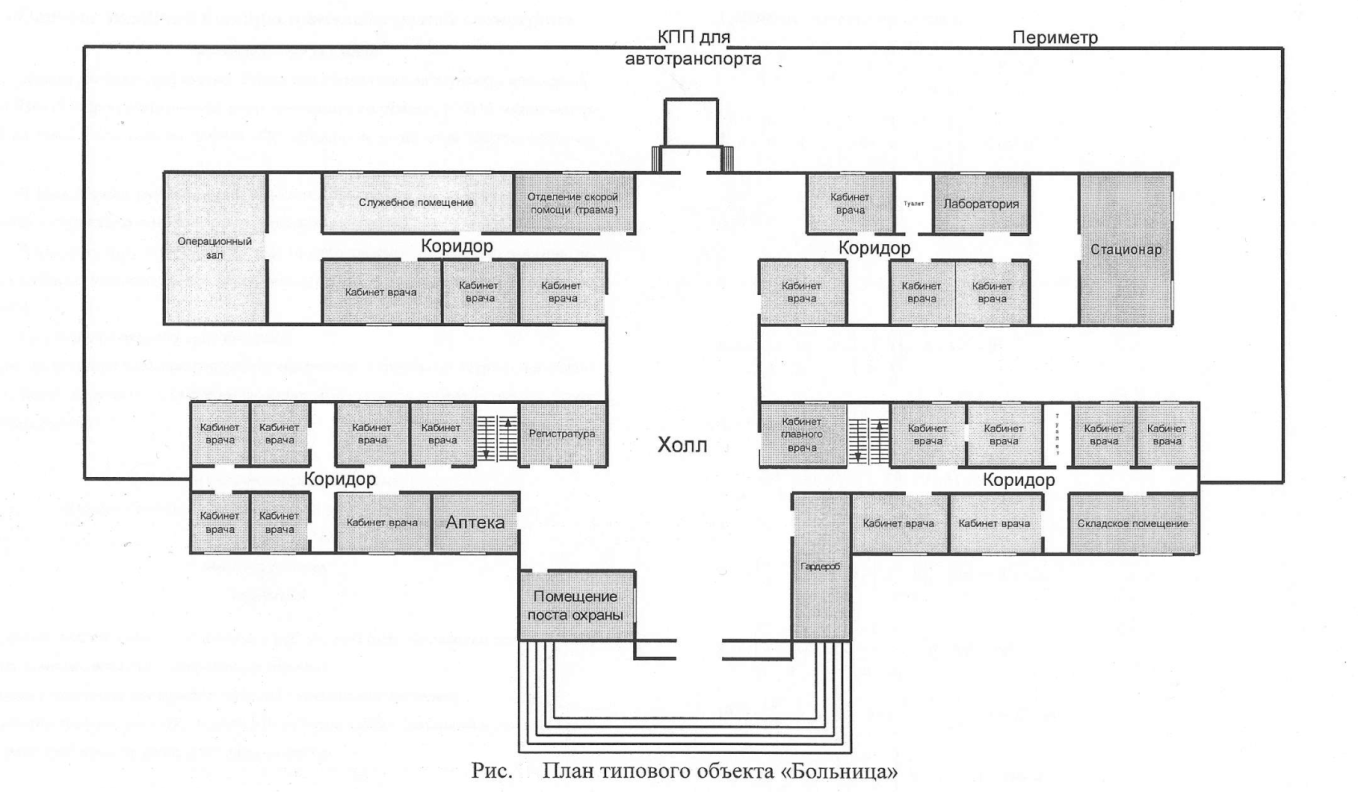 КПП для
автотранспорта
Периметр
Операционный
зал
Служебное помещение
Отделение скорой
помощи (травма)
Кабинет
врача
Туалет
Лаборатория
Стационар
Коридор
Коридор
Кабинет врача
Кабинет
врача
Кабинет
врача
Кабинет
врача
Кабинет
врача
Кабинет
врача
Кабинет
врача
Кабинет
врача
Кабинет
врача
Кабинет
врача
Регистратура
Холл
Кабинет
главного
врача
Кабинет
врача
Кабинет
врача
Туалет
Кабинет
врача
Кабинет
врача
Коридор
Коридор
Кабинет
врача
Кабинет
врача
Кабинет врача
Аптека
Гардероб
Кабинет врача
Кабинет врача
Складское помещение
Помещение
поста охраны
Рис. План типового объекта «Больница»